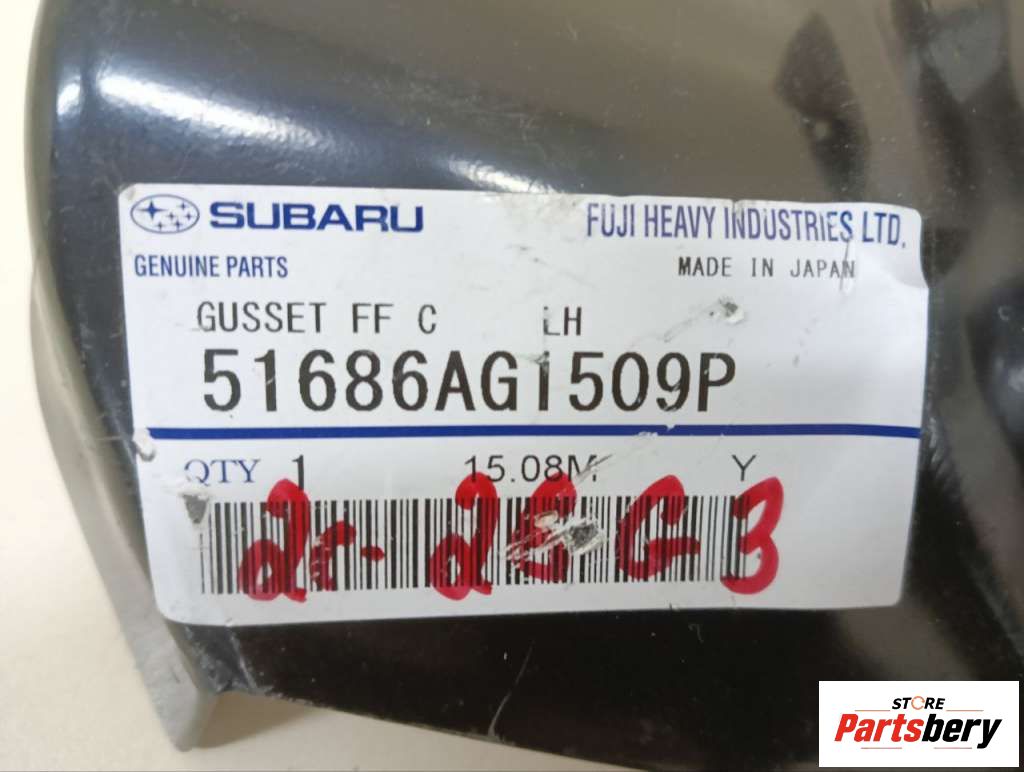 SUBARU FUJI HEAVY INDUSTRIES LTD.
GENUINE PARTS MADE IN JAPAN
GUSSET FF C LH
51686AG1509P
QTY 1 15.08M Y
STORE
Partsbery